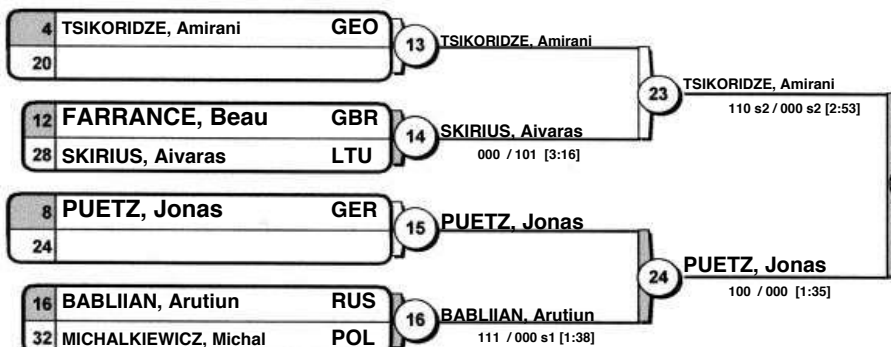 4 TSIKORIDZE, Amirani GEO
20
13 TSIKORIDZE, Amirani
12 FARRANCE, Beau GBR
28 SKIRIUS, Aivaras LTU
14 SKIRIUS, Aivaras
000 / 101 [3:16]
23 TSIKORIDZE, Amirani
110 s2 / 000 s2 [2:53]
8 PUETZ, Jonas GER
24
15 PUETZ, Jonas
16 BABLIIAN, Arutiun RUS
32 MICHALKIEWICZ, Michal POL
16 BABLIIAN, Arutiun
111 / 000 s1 [1:38]
24 PUETZ, Jonas
100 / 000 [1:35]